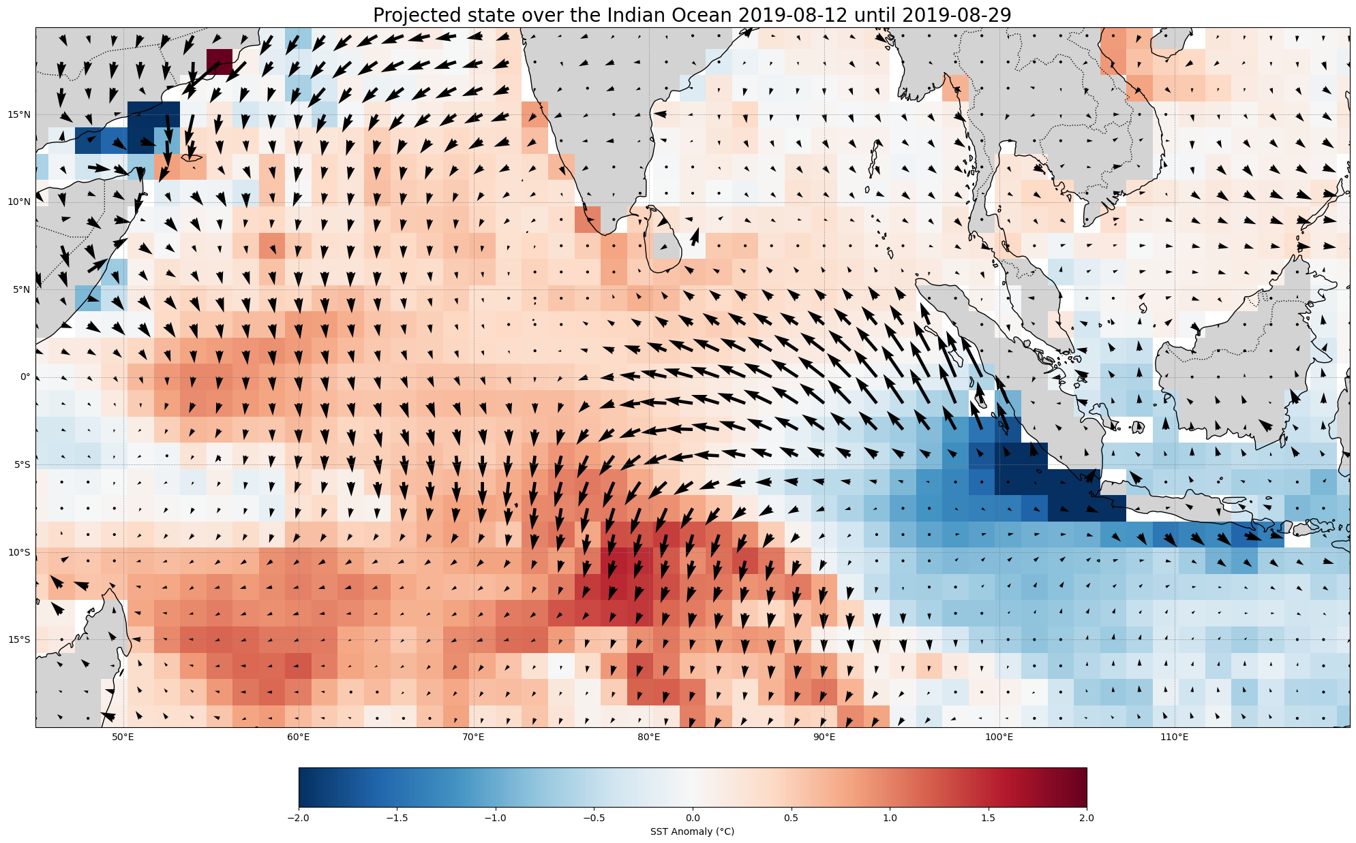 Projected state over the Indian Ocean 2019-08-12 until 2019-08-29
15°N
10°N
5°N
0°
5°S
10°S
15°S
50°E 60°E 70°E 80°E 90°E 100°E 110°E
−2.0 −1.5 −1.0 −0.5 0.0 0.5 1.0 1.5 2.0
SST Anomaly (°C)